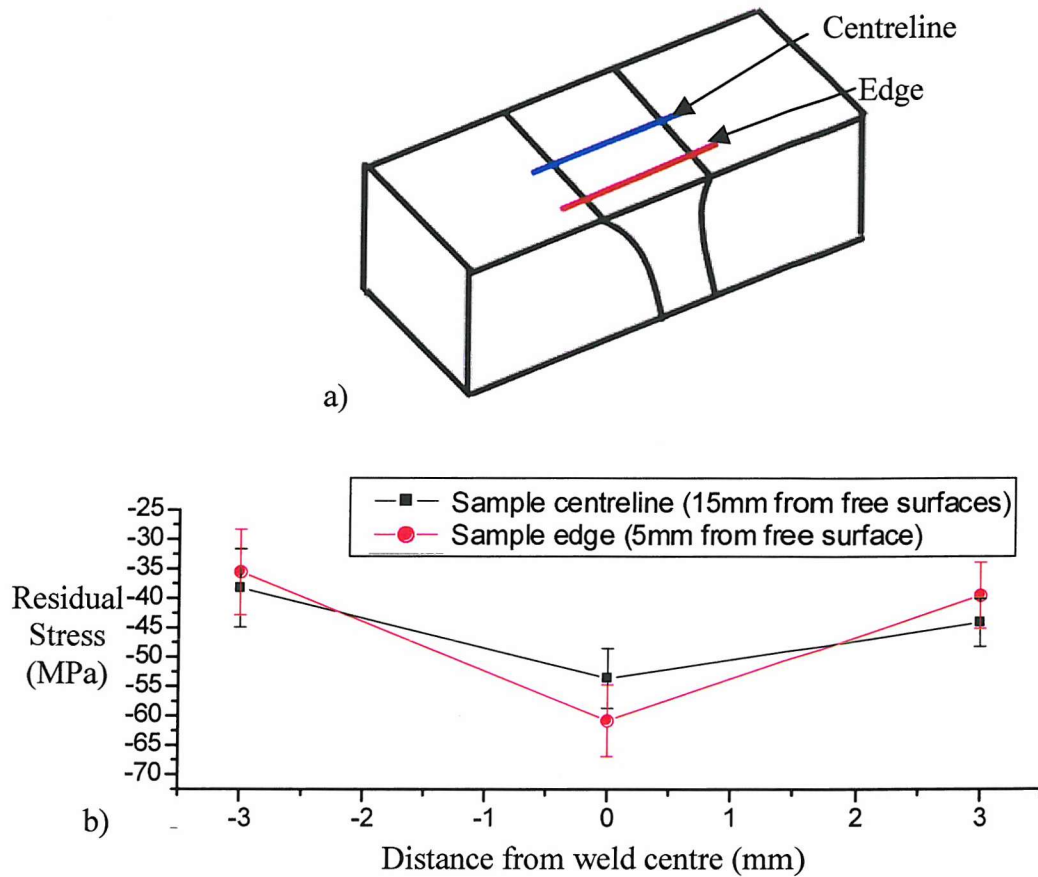 Centreline
Edge
a)
Sample centreline (15mm from free surfaces)
Sample edge (5mm from free surface)
-25
-30
-35
-40
-45
-50
-55
-60
-65
-70
Residual
Stress
(MPa)
-3 -2 -1 0 1 2 3
b)
Distance from weld centre (mm)